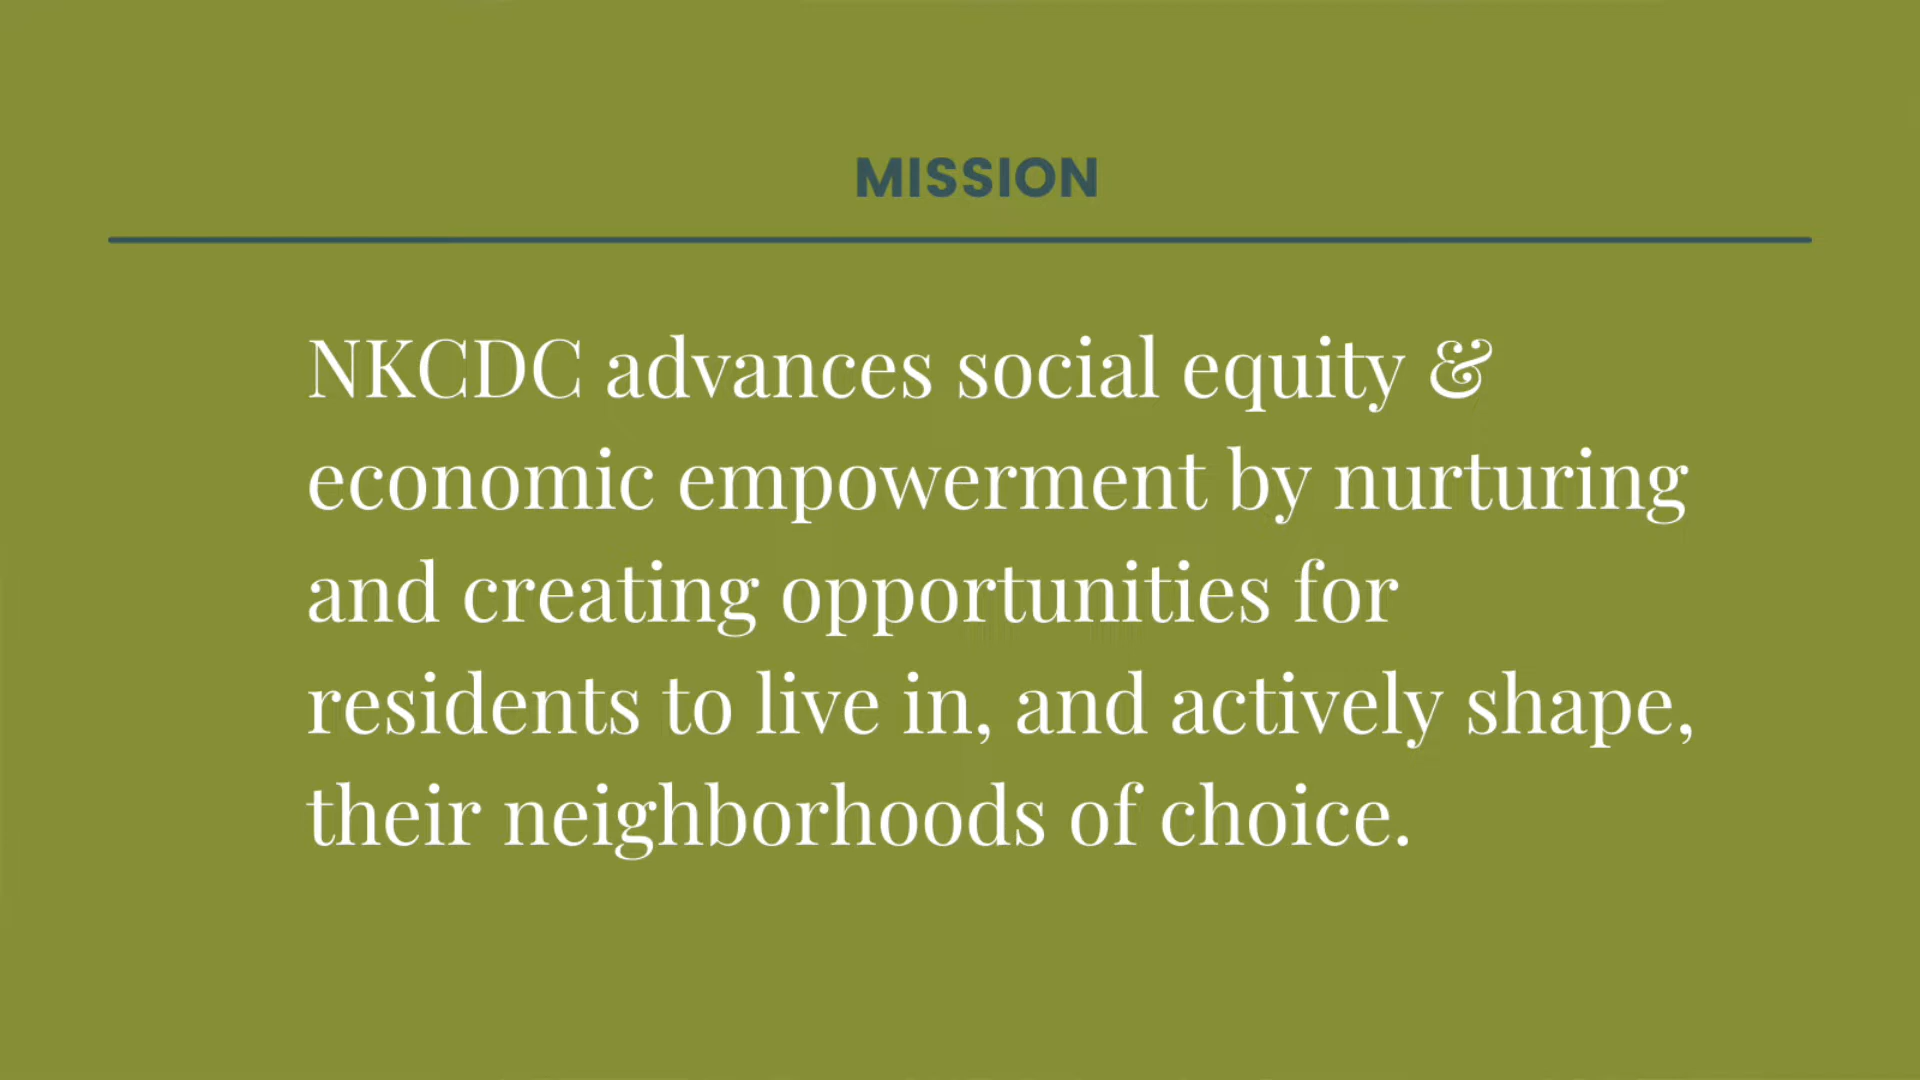 MISSION
NKCDC advances social equity &
economic empowerment by nurturing
and creating opportunities for
residents to live in, and actively shape,
their neighborhoods of choice.